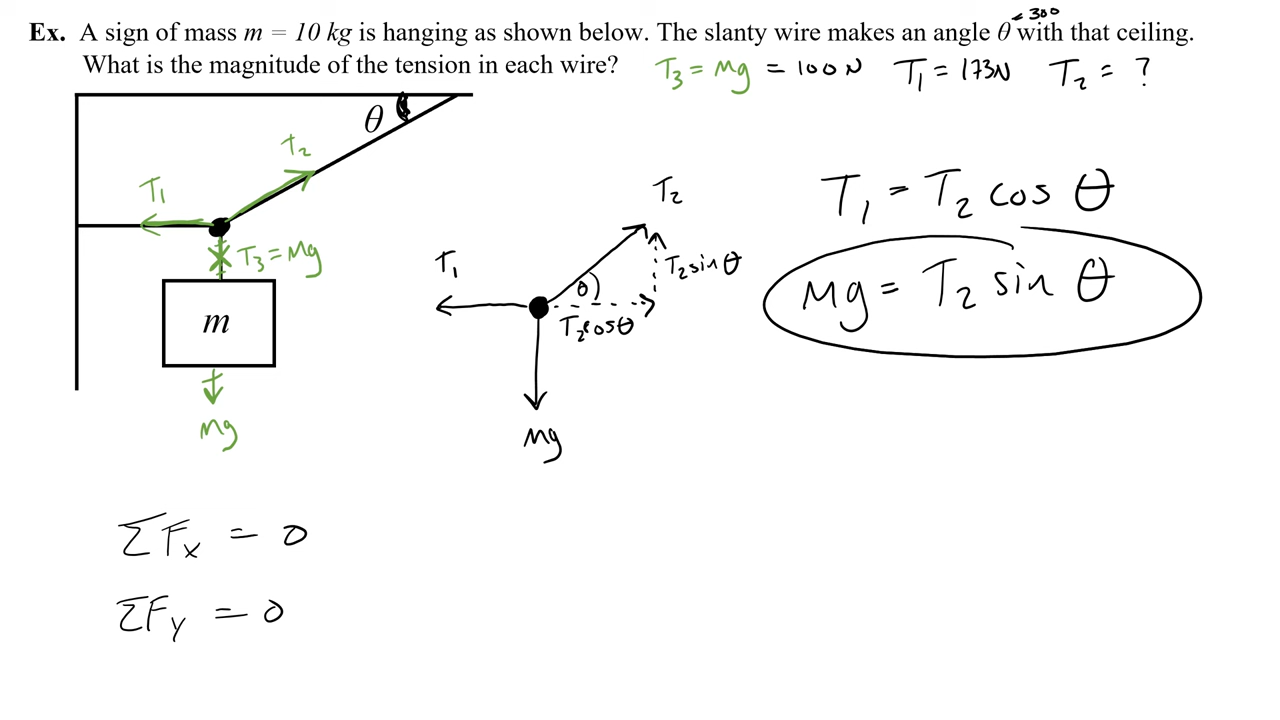 Ex. A sign of mass m = 10 kg is hanging as shown below. The slanty wire makes an angle θ with that ceiling.
= 30°
What is the magnitude of the tension in each wire? T₃ = Mg = 100N T₁ = 173N T₂ = ?
θ
T₂
T₁
T₃ = Mg
m
Mg
T₂
T₁
θ
T₂ sin θ
T₂ cos θ
Mg
T₁ = T₂ cos θ
Mg = T₂ sin θ
ΣFx = 0
ΣFy = 0